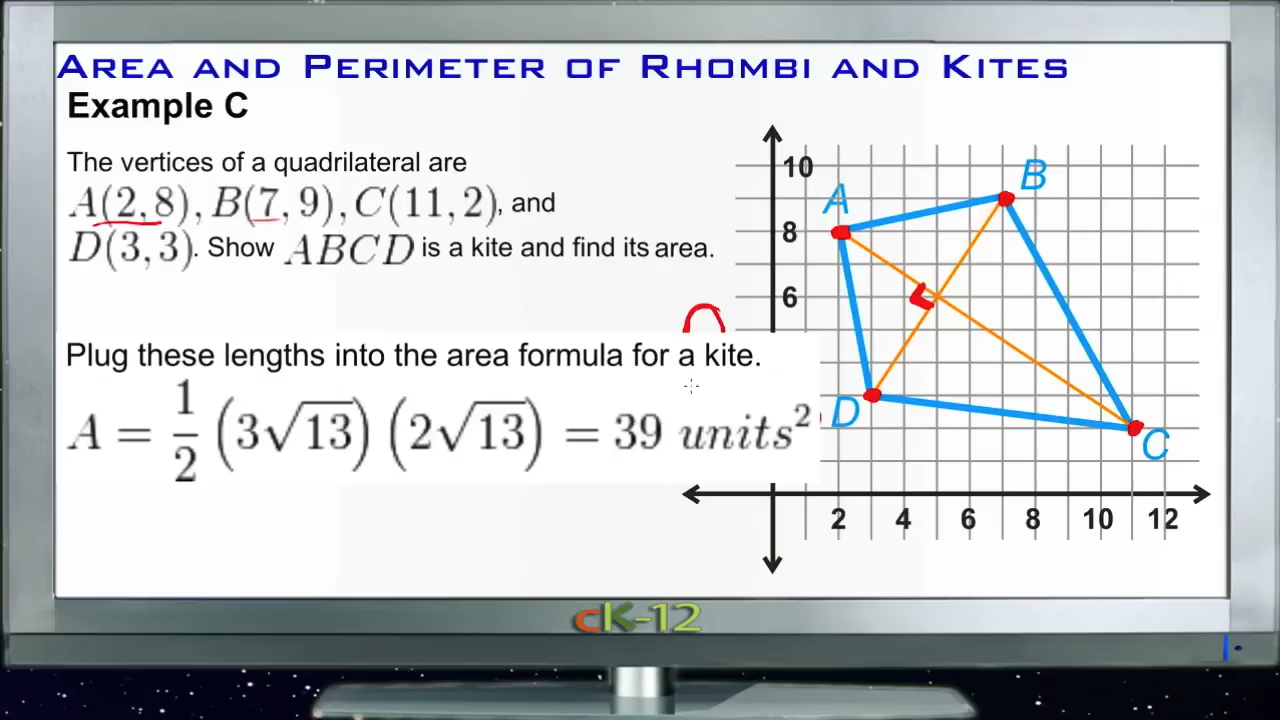 AREA AND PERIMETER OF RHOMBI AND KITES
Example C
The vertices of a quadrilateral are
A(2, 8), B(7, 9), C(11, 2), and
D(3, 3). Show ABCD is a kite and find its area.
Plug these lengths into the area formula for a kite.
A = 1/2 (3√13) (2√13) = 39 units²
10
8
6
A
B
D
C
2 4 6 8 10 12
cK-12